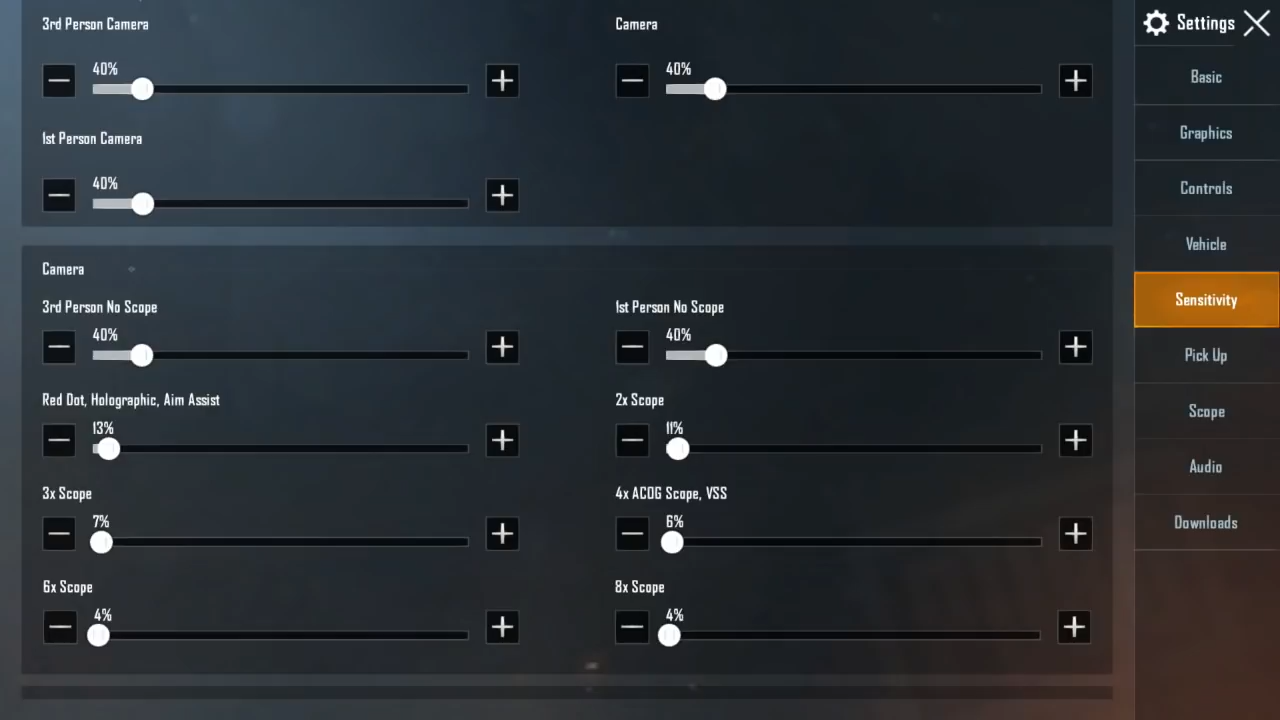 3rd Person Camera
Camera
40%
40%
1st Person Camera
40%
Camera
3rd Person No Scope
1st Person No Scope
40%
40%
Red Dot, Holographic, Aim Assist
2x Scope
13%
11%
3x Scope
4x ACOG Scope, VSS
7%
6%
6x Scope
8x Scope
4%
4%
Settings
Basic
Graphics
Controls
Vehicle
Sensitivity
Pick Up
Scope
Audio
Downloads